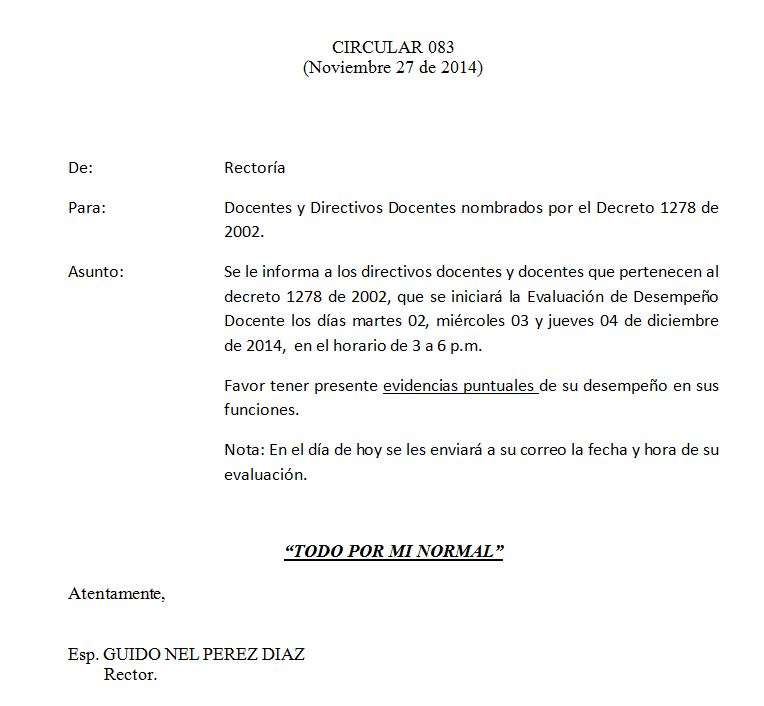 CIRCULAR 083
(Noviembre 27 de 2014)
De: Rectoría
Para: Docentes y Directivos Docentes nombrados por el Decreto 1278 de
2002.
Asunto: Se le informa a los directivos docentes y docentes que pertenecen al
decreto 1278 de 2002, que se iniciará la Evaluación de Desempeño
Docente los días martes 02, miércoles 03 y jueves 04 de diciembre
de 2014, en el horario de 3 a 6 p.m.
Favor tener presente evidencias puntuales de su desempeño en sus
funciones.
Nota: En el día de hoy se les enviará a su correo la fecha y hora de su
evaluación.
“TODO POR MI NORMAL”
Atentamente,
Esp. GUIDO NEL PEREZ DIAZ
Rector.